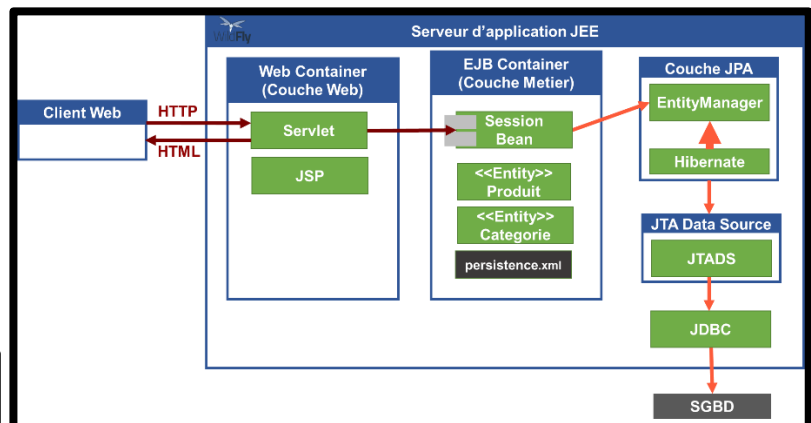 WildFly
Serveur d'application JEE
Client Web
HTTP
HTML
Web Container
(Couche Web)
Servlet
JSP
EJB Container
(Couche Metier)
Session
Bean
<<Entity>>
Produit
<<Entity>>
Categorie
persistence.xml
Couche JPA
EntityManager
Hibernate
JTA Data Source
JTADS
JDBC
SGBD